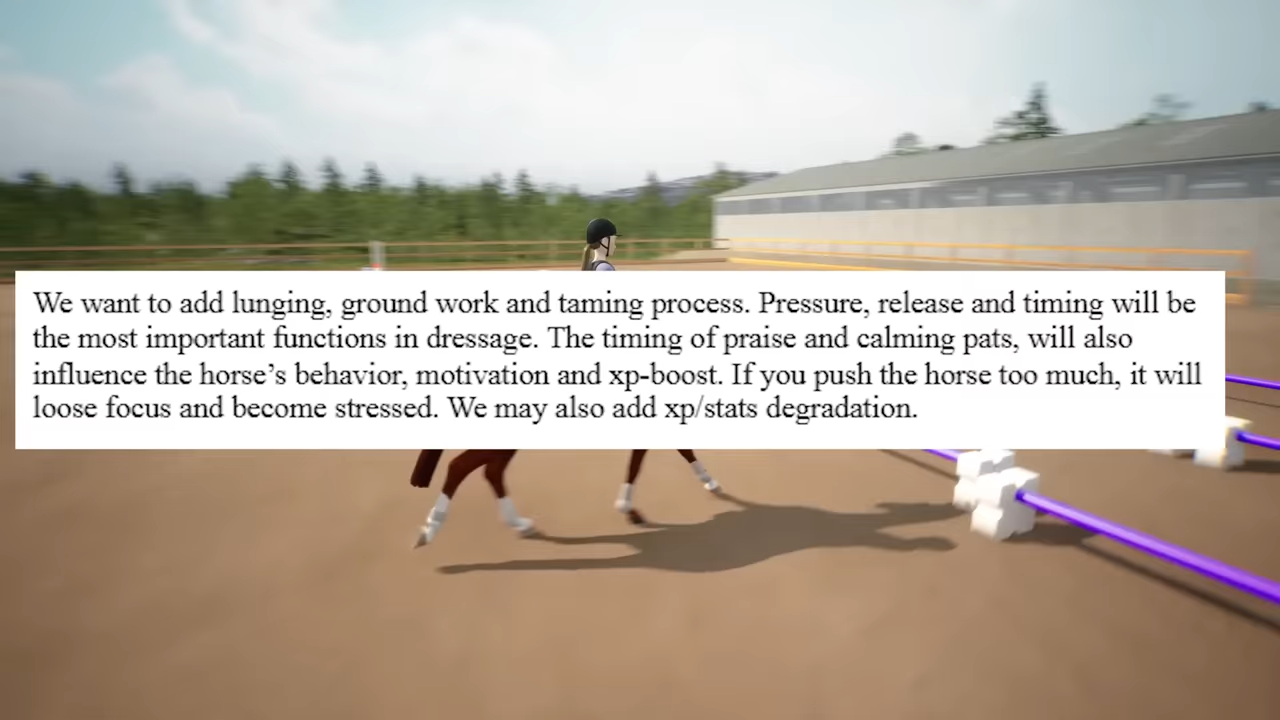 We want to add lunging, ground work and taming process. Pressure, release and timing will be
the most important functions in dressage. The timing of praise and calming pats, will also
influence the horse’s behavior, motivation and xp-boost. If you push the horse too much, it will
loose focus and become stressed. We may also add xp/stats degradation.